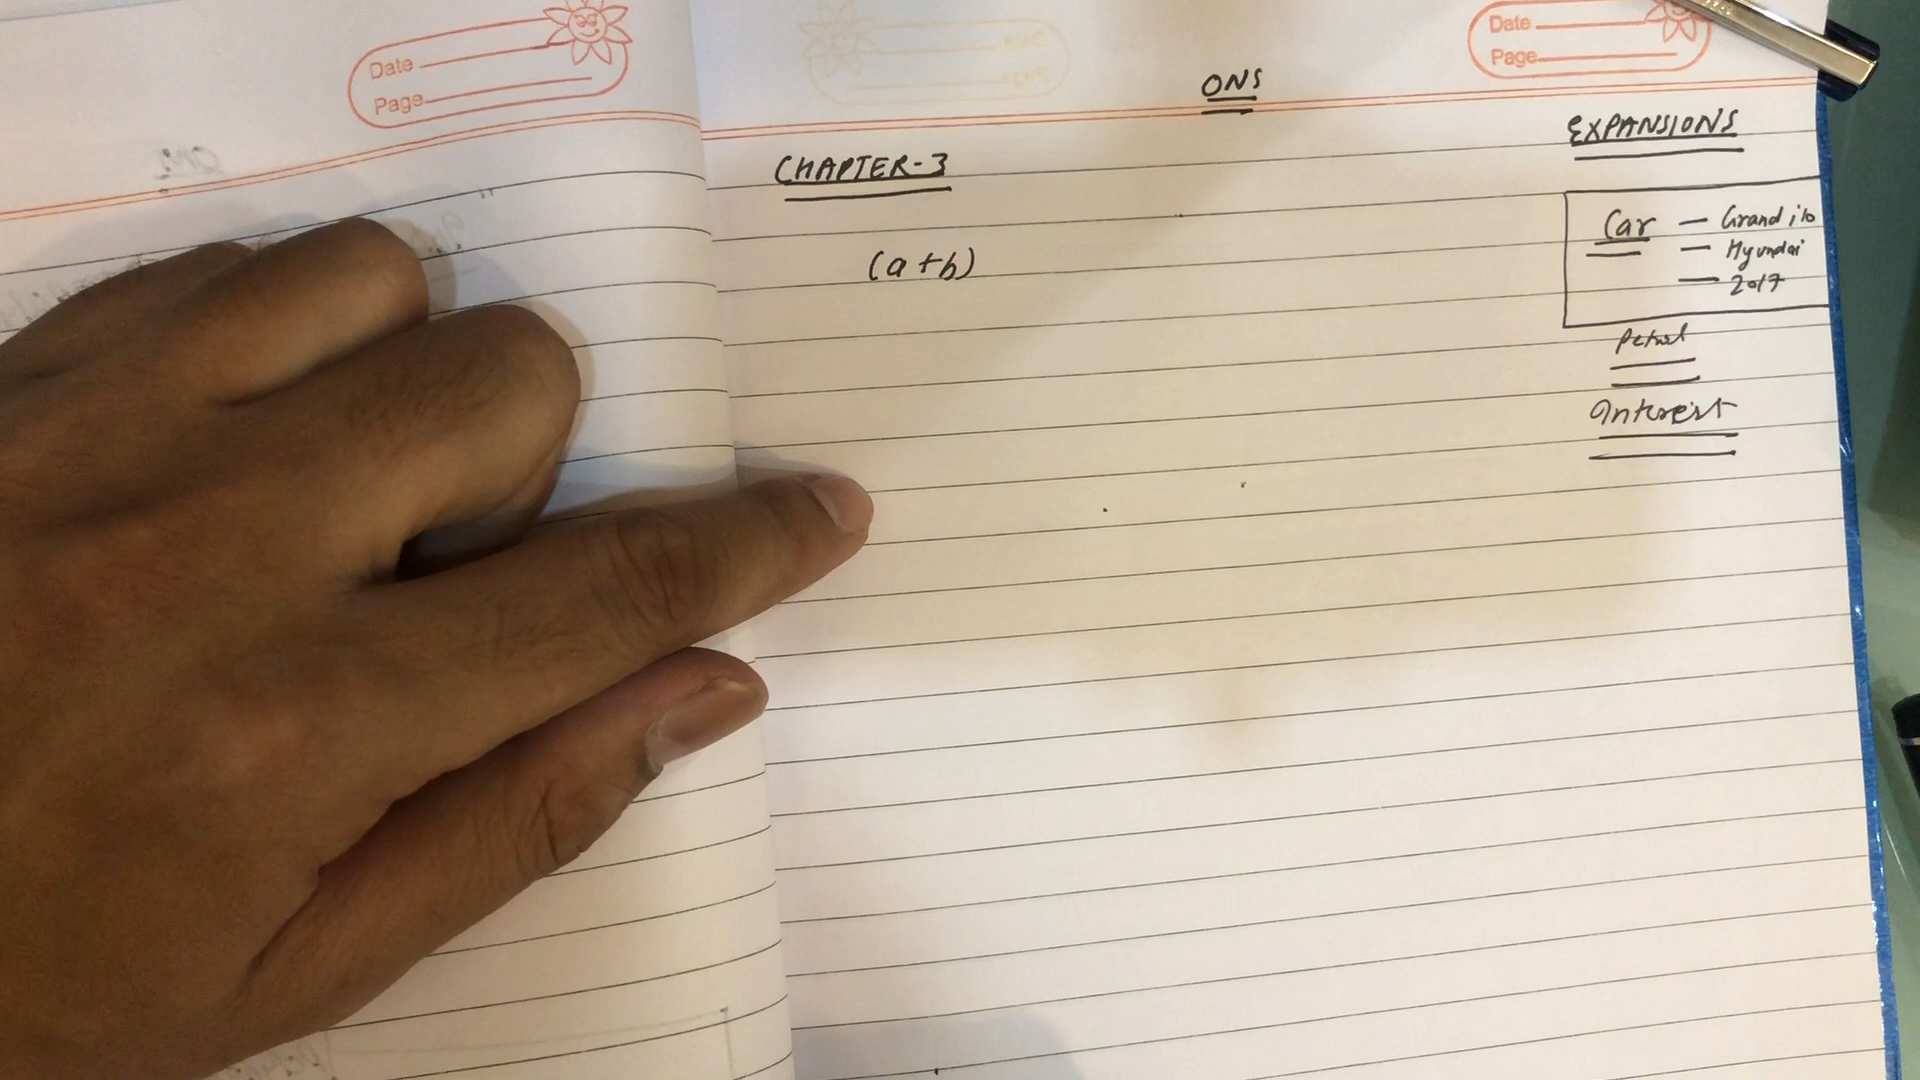 Date
Page
Date
Page
ONS
EXPANSIONS
CHAPTER-3
(a+b)
Car — Grand i10
— Hyundai
— 2017
Petrol
Interest